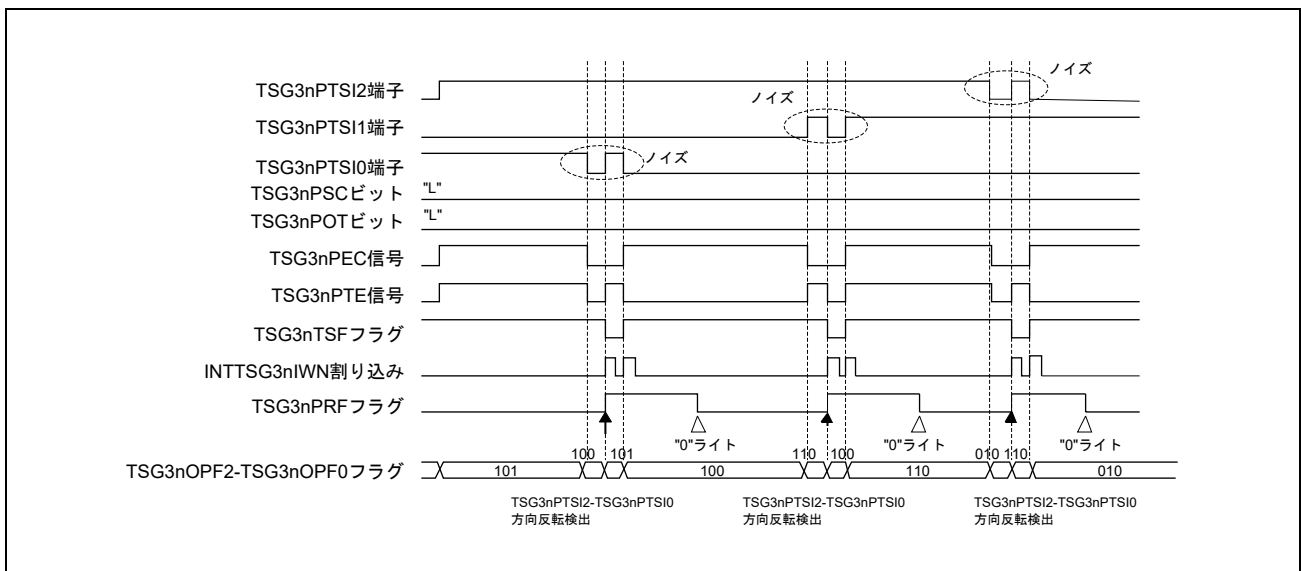 ノイズ
TSG3nPTSI2端子
ノイズ
TSG3nPTSI1端子
ノイズ
TSG3nPTSI0端子
TSG3nPSCビット "L"
TSG3nPOTビット "L"
TSG3nPEC信号
TSG3nPTE信号
TSG3nTSFフラグ
INTTSG3nIWN割り込み
TSG3nPRFフラグ
"0"ライト "0"ライト "0"ライト
100 101 110 100 010 110
TSG3nOPF2-TSG3nOPF0フラグ 101 100 110 010
TSG3nPTSI2-TSG3nPTSI0 TSG3nPTSI2-TSG3nPTSI0 TSG3nPTSI2-TSG3nPTSI0
方向反転検出 方向反転検出 方向反転検出